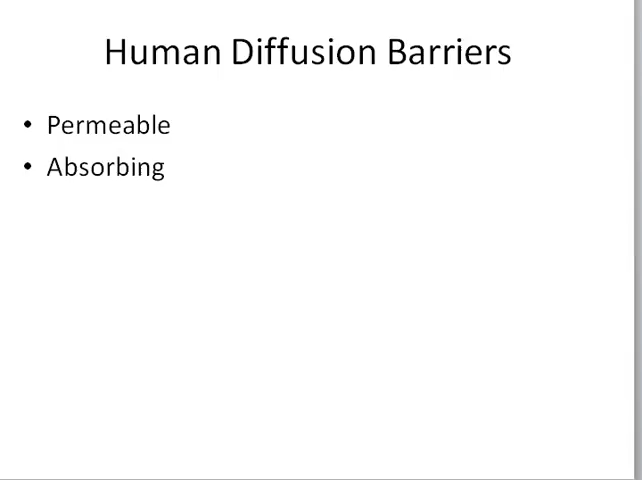 Human Diffusion Barriers
• Permeable
• Absorbing